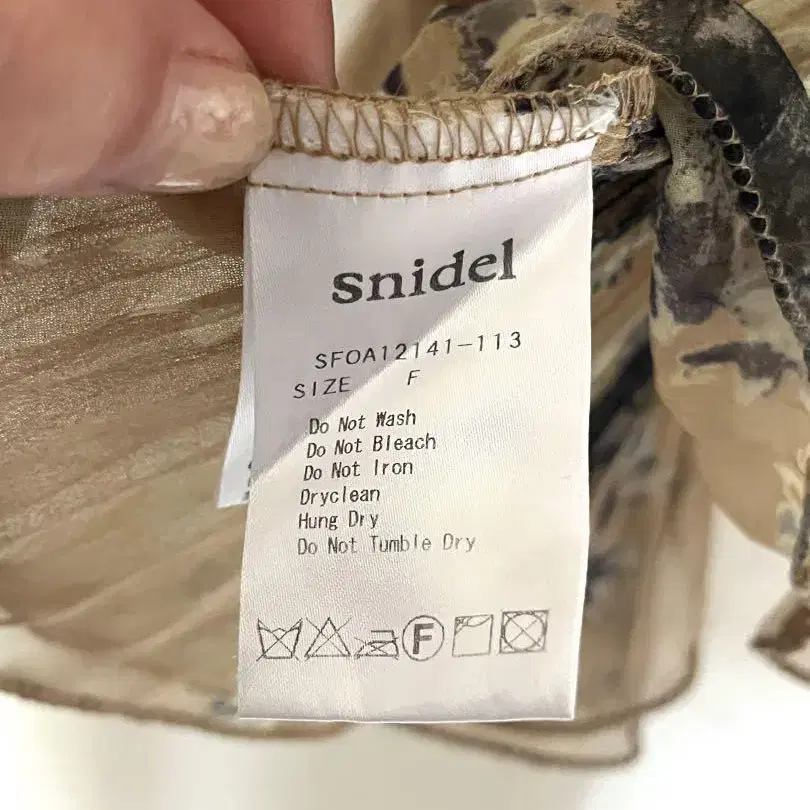 snidel
SFOA12141-113
SIZE F
Do Not Wash
Do Not Bleach
Do Not Iron
Dryclean
Hung Dry
Do Not Tumble Dry
F